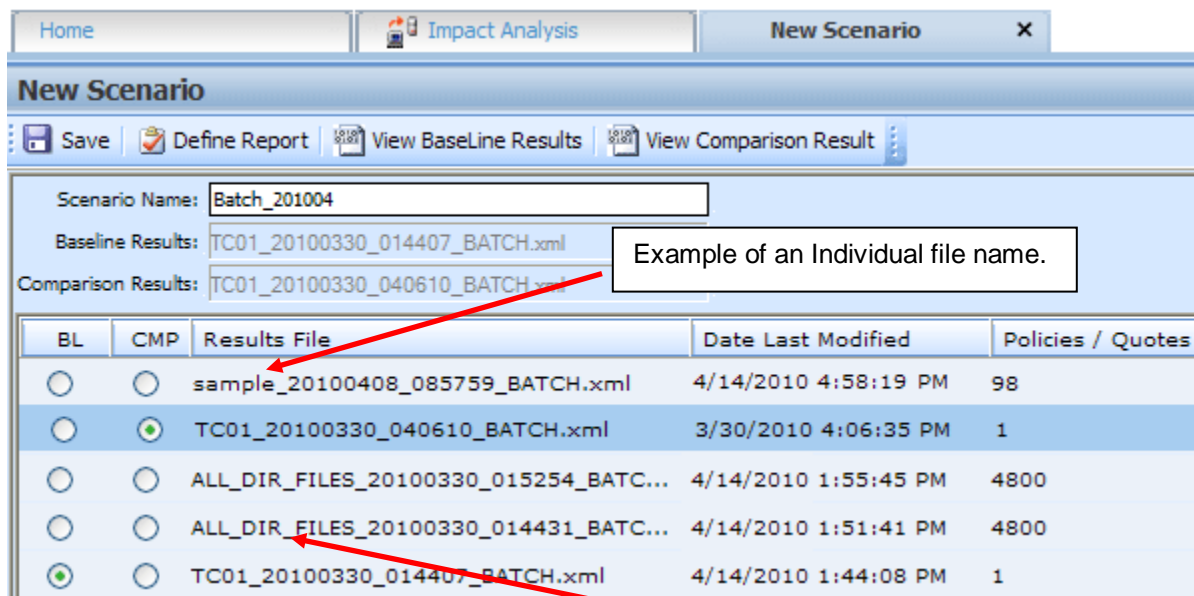 Home Impact Analysis New Scenario ×
New Scenario
Save Define Report View BaseLine Results View Comparison Result
Scenario Name: Batch_201004
Baseline Results: TC01_20100330_014407_BATCH.xml
Example of an Individual file name.
Comparison Results: TC01_20100330_040610_BATCH.xml
BL CMP Results File Date Last Modified Policies / Quotes
sample_20100408_085759_BATCH.xml 4/14/2010 4:58:19 PM 98
TC01_20100330_040610_BATCH.xml 3/30/2010 4:06:35 PM 1
ALL_DIR_FILES_20100330_015254_BATC... 4/14/2010 1:55:45 PM 4800
ALL_DIR_FILES_20100330_014431_BATC... 4/14/2010 1:51:41 PM 4800
TC01_20100330_014407_BATCH.xml 4/14/2010 1:44:08 PM 1